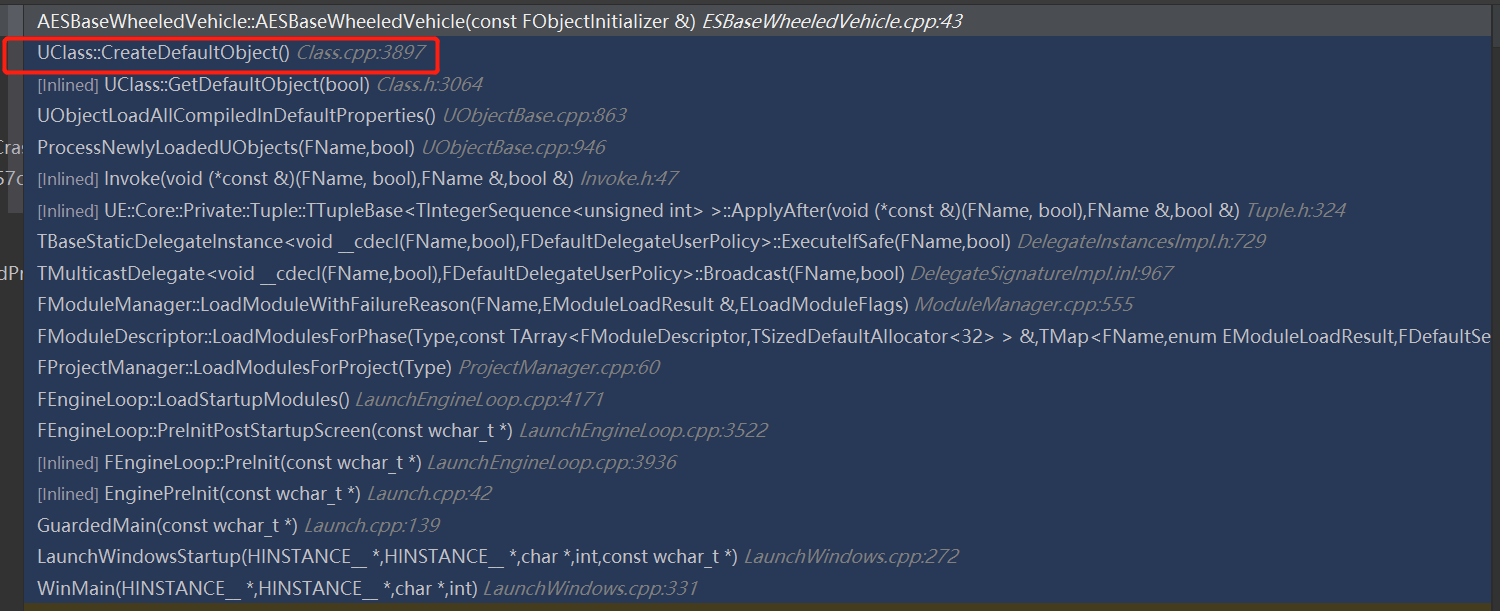 AESBaseWheeledVehicle::AESBaseWheeledVehicle(const FObjectInitializer &) ESBaseWheeledVehicle.cpp:43
UClass::CreateDefaultObject() Class.cpp:3897
[Inlined] UClass::GetDefaultObject(bool) Class.h:3064
UObjectLoadAllCompiledInDefaultProperties() UObjectBase.cpp:863
ProcessNewlyLoadedUObjects(FName,bool) UObjectBase.cpp:946
[Inlined] Invoke(void (*const &)(FName, bool),FName &,bool &) Invoke.h:47
[Inlined] UE::Core::Private::Tuple::TTupleBase<TIntegerSequence<unsigned int> >::ApplyAfter(void (*const &)(FName, bool),FName &,bool &) Tuple.h:324
TBaseStaticDelegateInstance<void __cdecl(FName,bool),FDefaultDelegateUserPolicy>::ExecuteIfSafe(FName,bool) DelegateInstancesImpl.h:729
TMulticastDelegate<void __cdecl(FName,bool),FDefaultDelegateUserPolicy>::Broadcast(FName,bool) DelegateSignatureImpl.inl:967
FModuleManager::LoadModuleWithFailureReason(FName,EModuleLoadResult &,ELoadModuleFlags) ModuleManager.cpp:555
FModuleDescriptor::LoadModulesForPhase(Type,const TArray<FModuleDescriptor,TSizedDefaultAllocator<32> > &,TMap<FName,enum EModuleLoadResult,FDefaultSe
FProjectManager::LoadModulesForProject(Type) ProjectManager.cpp:60
FEngineLoop::LoadStartupModules() LaunchEngineLoop.cpp:4171
FEngineLoop::PreInitPostStartupScreen(const wchar_t *) LaunchEngineLoop.cpp:3522
[Inlined] FEngineLoop::PreInit(const wchar_t *) LaunchEngineLoop.cpp:3936
[Inlined] EnginePreInit(const wchar_t *) Launch.cpp:42
GuardedMain(const wchar_t *) Launch.cpp:139
LaunchWindowsStartup(HINSTANCE__ *,HINSTANCE__ *,char *,int,const wchar_t *) LaunchWindows.cpp:272
WinMain(HINSTANCE__ *,HINSTANCE__ *,char *,int) LaunchWindows.cpp:331